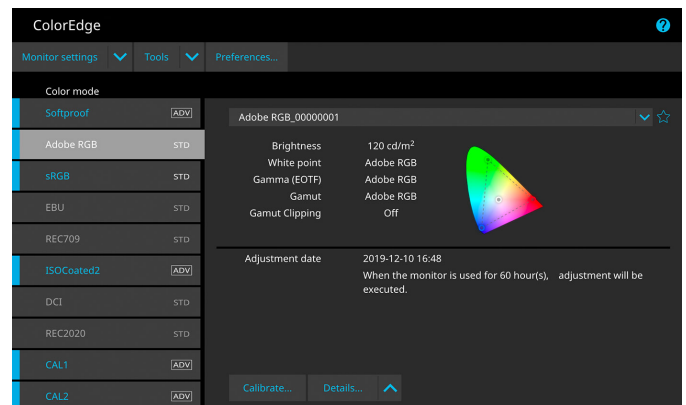 ColorEdge
?
Monitor settings Tools Preferences...
Color mode
Softproof ADV
Adobe RGB STD
sRGB STD
EBU STD
REC709 STD
ISOCoated2 ADV
DCI STD
REC2020 STD
CAL1 ADV
CAL2 ADV
Adobe RGB_00000001
Brightness 120 cd/m²
White point Adobe RGB
Gamma (EOTF) Adobe RGB
Gamut Adobe RGB
Gamut Clipping Off
Adjustment date 2019-12-10 16:48
When the monitor is used for 60 hour(s), adjustment will be
executed.
Calibrate... Details...